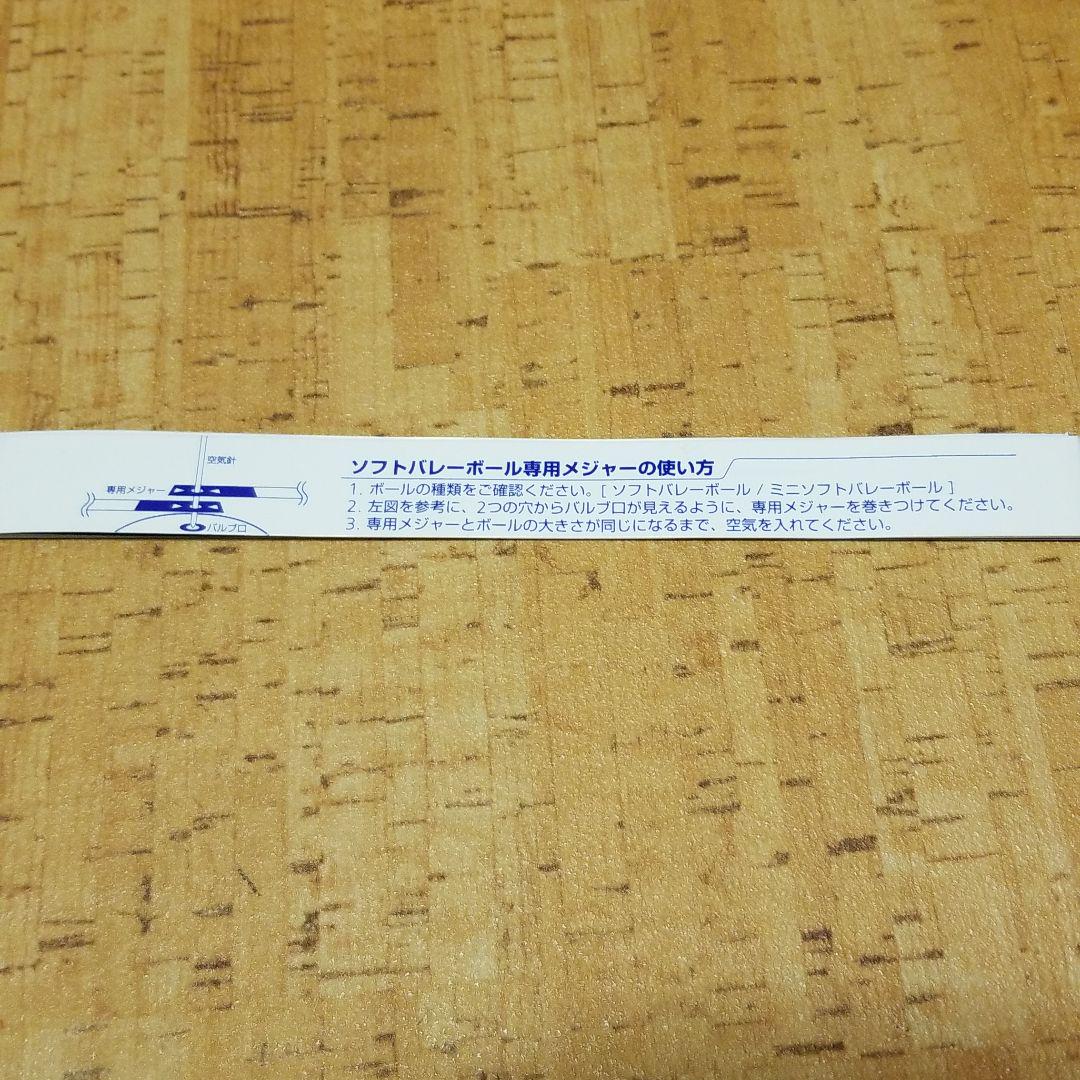 空気針
専用メジャー
バルブロ
ソフトバレーボール専用メジャーの使い方
1. ボールの種類をご確認ください。[ ソフトバレーボール / ミニソフトバレーボール ]
2. 左図を参考に、2つの穴からバルブロが見えるように、専用メジャーを巻きつけてください。
3. 専用メジャーとボールの大きさが同じになるまで、空気を入れてください。